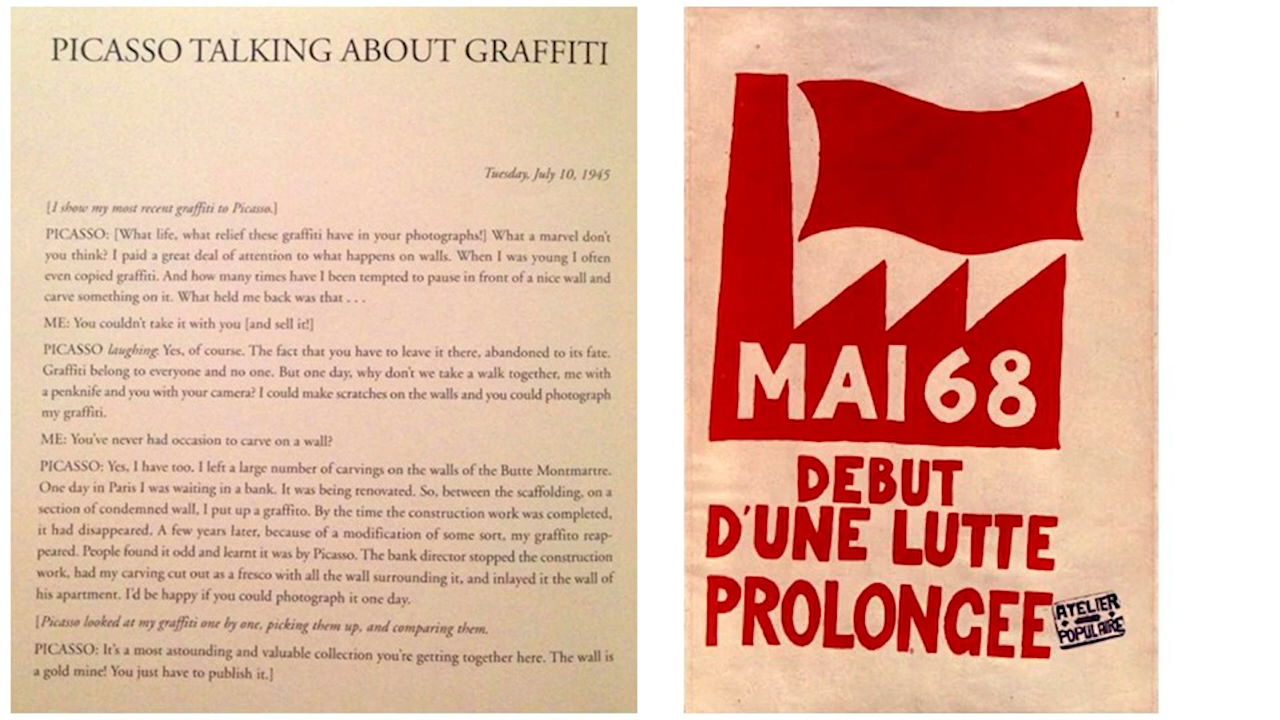 PICASSO TALKING ABOUT GRAFFITI
Tuesday, July 10, 1945
[I show my most recent graffiti to Picasso.]
PICASSO: [What life, what relief these graffiti have in your photographs!] What a marvel don't
you think? I paid a great deal of attention to what happens on walls. When I was young I often
even copied graffiti. And how many times have I been tempted to pause in front of a nice wall and
carve something on it. What held me back was that . . .
ME: You couldn't take it with you [and sell it!]
PICASSO laughing: Yes, of course. The fact that you have to leave it there, abandoned to its fate.
Graffiti belong to everyone and no one. But one day, why don't we take a walk together, me with
a penknife and you with your camera? I could make scratches on the walls and you could photograph
my graffiti.
ME: You've never had occasion to carve on a wall?
PICASSO: Yes, I have too. I left a large number of carvings on the walls of the Butte Montmartre.
One day in Paris I was waiting in a bank. It was being renovated. So, between the scaffolding, on a
section of condemned wall, I put up a graffito. By the time the construction work was completed,
it had disappeared. A few years later, because of a modification of some sort, my graffito reap-
peared. People found it odd and learnt it was by Picasso. The bank director stopped the construction
work, had my carving cut out as a fresco with all the wall surrounding it, and inlayed it the wall of
his apartment. I'd be happy if you could photograph it one day.
[Picasso looked at my graffiti one by one, picking them up, and comparing them.
PICASSO: It's a most astounding and valuable collection you're getting together here. The wall is
a gold mine! You just have to publish it.]
MAI 68
DEBUT
D'UNE LUTTE
PROLONGEE
ATELIER
POPULAIRE